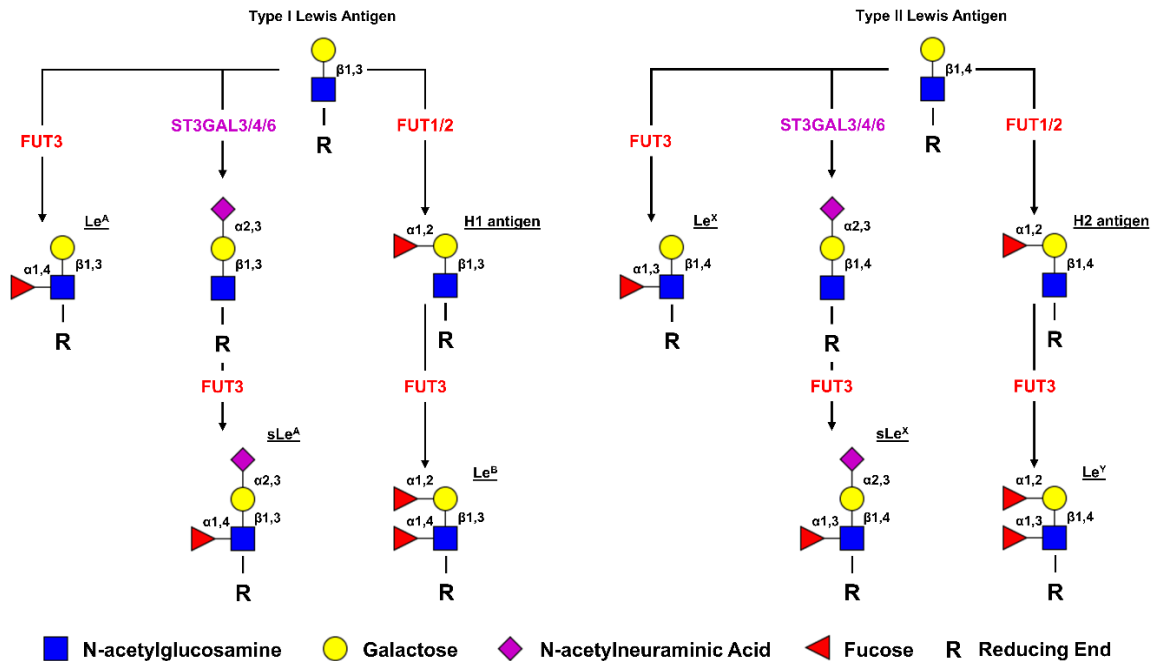 Type I Lewis Antigen
Type II Lewis Antigen
β1,3
R
FUT3
ST3GAL3/4/6
FUT1/2
β1,4
R
FUT3
ST3GAL3/4/6
FUT1/2
Le^A
α1,4
β1,3
R
α2,3
β1,3
R
H1 antigen
α1,2
β1,3
R
Le^X
α1,3
β1,4
R
α2,3
β1,4
R
H2 antigen
α1,2
β1,4
R
FUT3
FUT3
FUT3
FUT3
sLe^A
α2,3
α1,4
β1,3
R
Le^B
α1,2
α1,4
β1,3
R
sLe^X
α2,3
α1,3
β1,4
R
Le^Y
α1,2
α1,3
β1,4
R
N-acetylglucosamine
Galactose
N-acetylneuraminic Acid
Fucose
R Reducing End